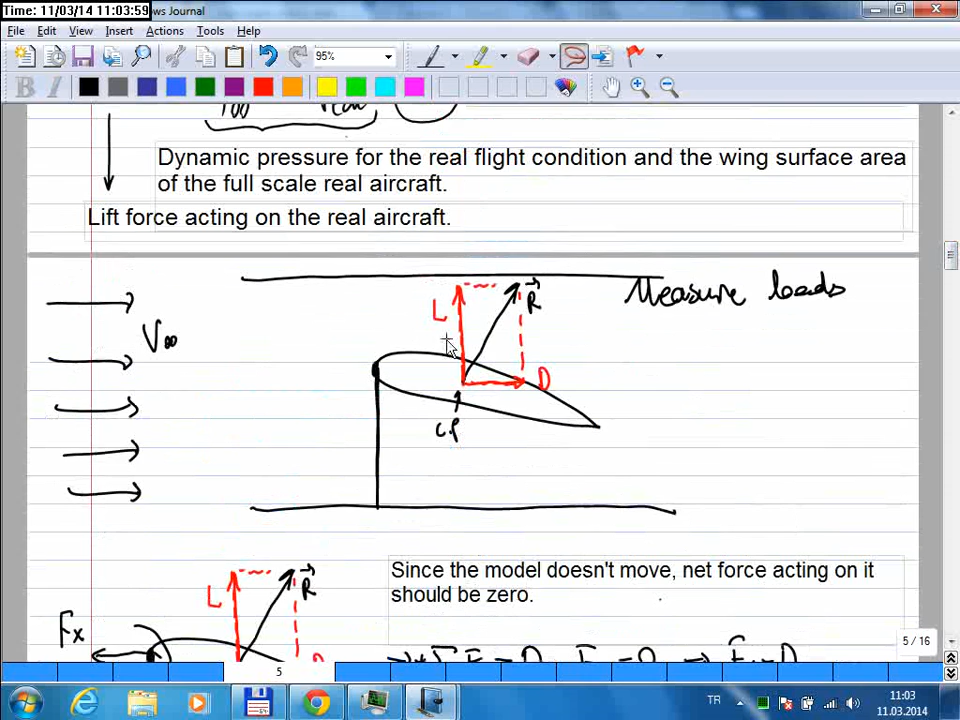 Time: 11/03/14 11:03:59
ows Journal
File Edit View Insert Actions Tools Help
95%
B I
Dynamic pressure for the real flight condition and the wing surface area
of the full scale real aircraft.
Lift force acting on the real aircraft.
Measure loads
L
R
V∞
D
C.P
Since the model doesn't move, net force acting on it
should be zero.
L
R
Fx
5 / 16
5
TR
11:03
11.03.2014